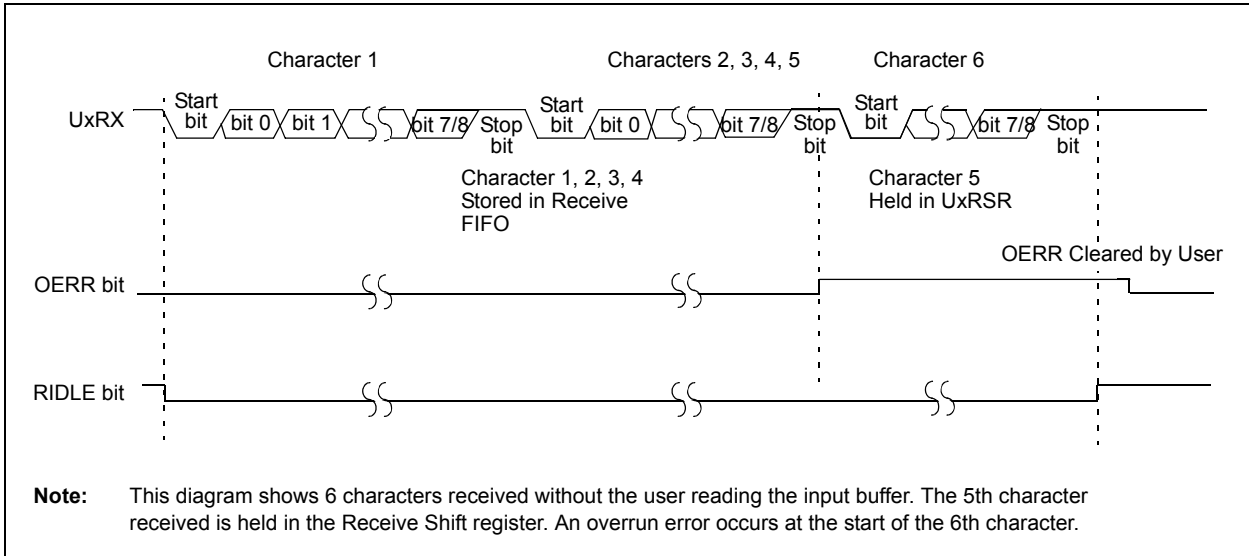 Character 1
Characters 2, 3, 4, 5
Character 6
UxRX
Start
bit
bit 0
bit 1
bit 7/8
Stop
bit
Start
bit
bit 0
bit 7/8
Stop
bit
Start
bit
bit 7/8
Stop
bit
Character 1, 2, 3, 4
Stored in Receive
FIFO
Character 5
Held in UxRSR
OERR Cleared by User
OERR bit
RIDLE bit
Note: This diagram shows 6 characters received without the user reading the input buffer. The 5th character
received is held in the Receive Shift register. An overrun error occurs at the start of the 6th character.